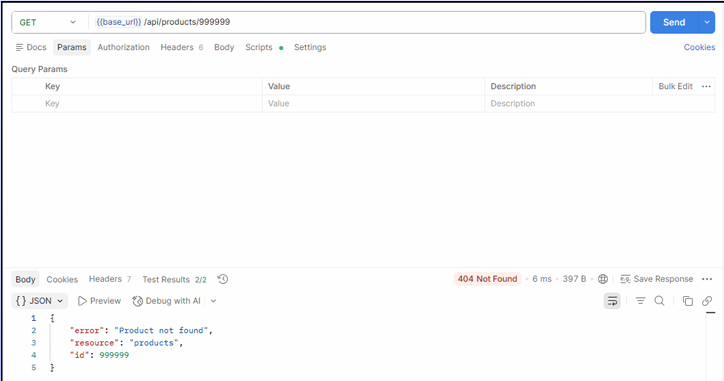 GET {{base_url}} /api/products/999999 Send
Docs Params Authorization Headers 6 Body Scripts Settings Cookies
Query Params
Key Value Description Bulk Edit ...
Key Value Description
Body Cookies Headers 7 Test Results 2/2 404 Not Found · 6 ms · 397 B · Save Response ...
{} JSON Preview Debug with AI
1 {
2 "error": "Product not found",
3 "resource": "products",
4 "id": 999999
5 }